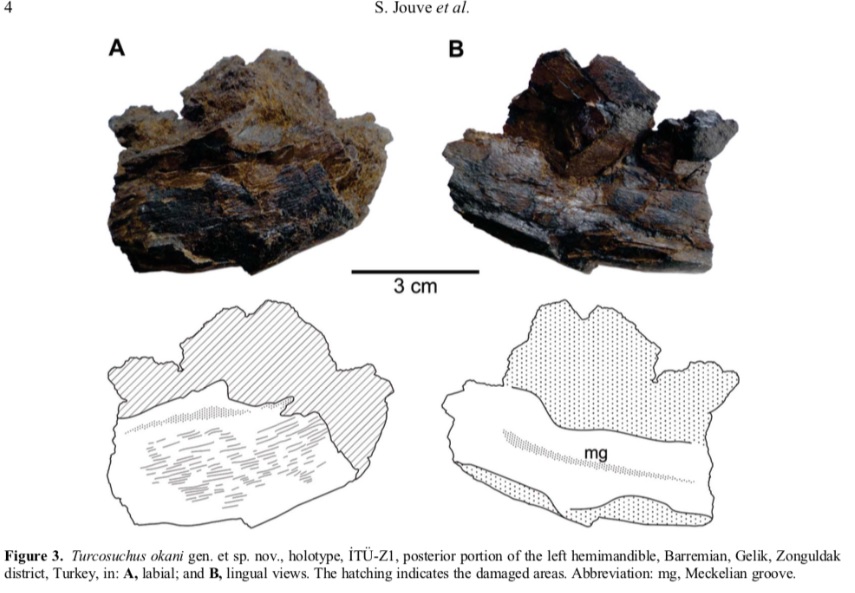 4
S. Jouve et al.
A
B
3 cm
mg
Figure 3. Turcosuchus okani gen. et sp. nov., holotype, İTÜ-Z1, posterior portion of the left hemimandible, Barremian, Gelik, Zonguldak
district, Turkey, in: A, labial; and B, lingual views. The hatching indicates the damaged areas. Abbreviation: mg, Meckelian groove.